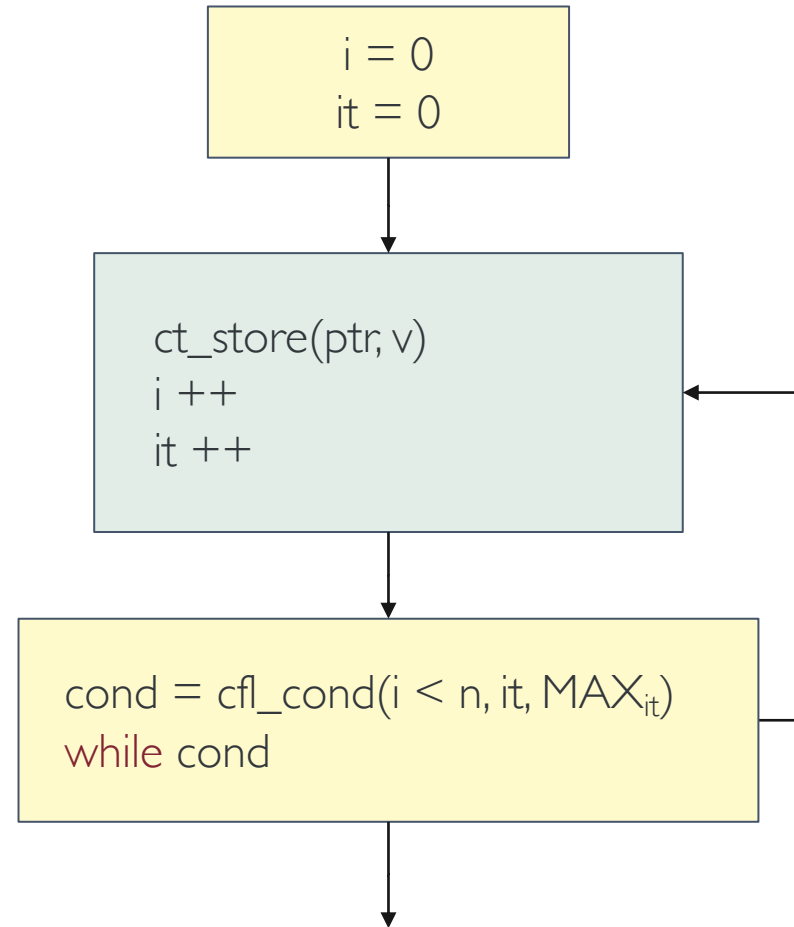 i = 0
it = 0
ct_store(ptr, v)
i ++
it ++
cond = cfl_cond(i < n, it, MAXit)
while cond